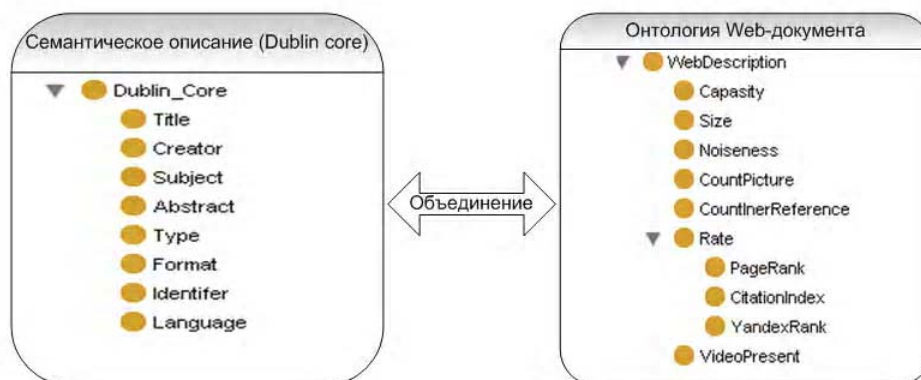 Семантическое описание (Dublin core)
Dublin_Core
Title
Creator
Subject
Abstract
Type
Format
Identifer
Language
Объединение
Онтология Web-документа
WebDescription
Capasity
Size
Noiseness
CountPicture
CountInerReference
Rate
PageRank
CitationIndex
YandexRank
VideoPresent